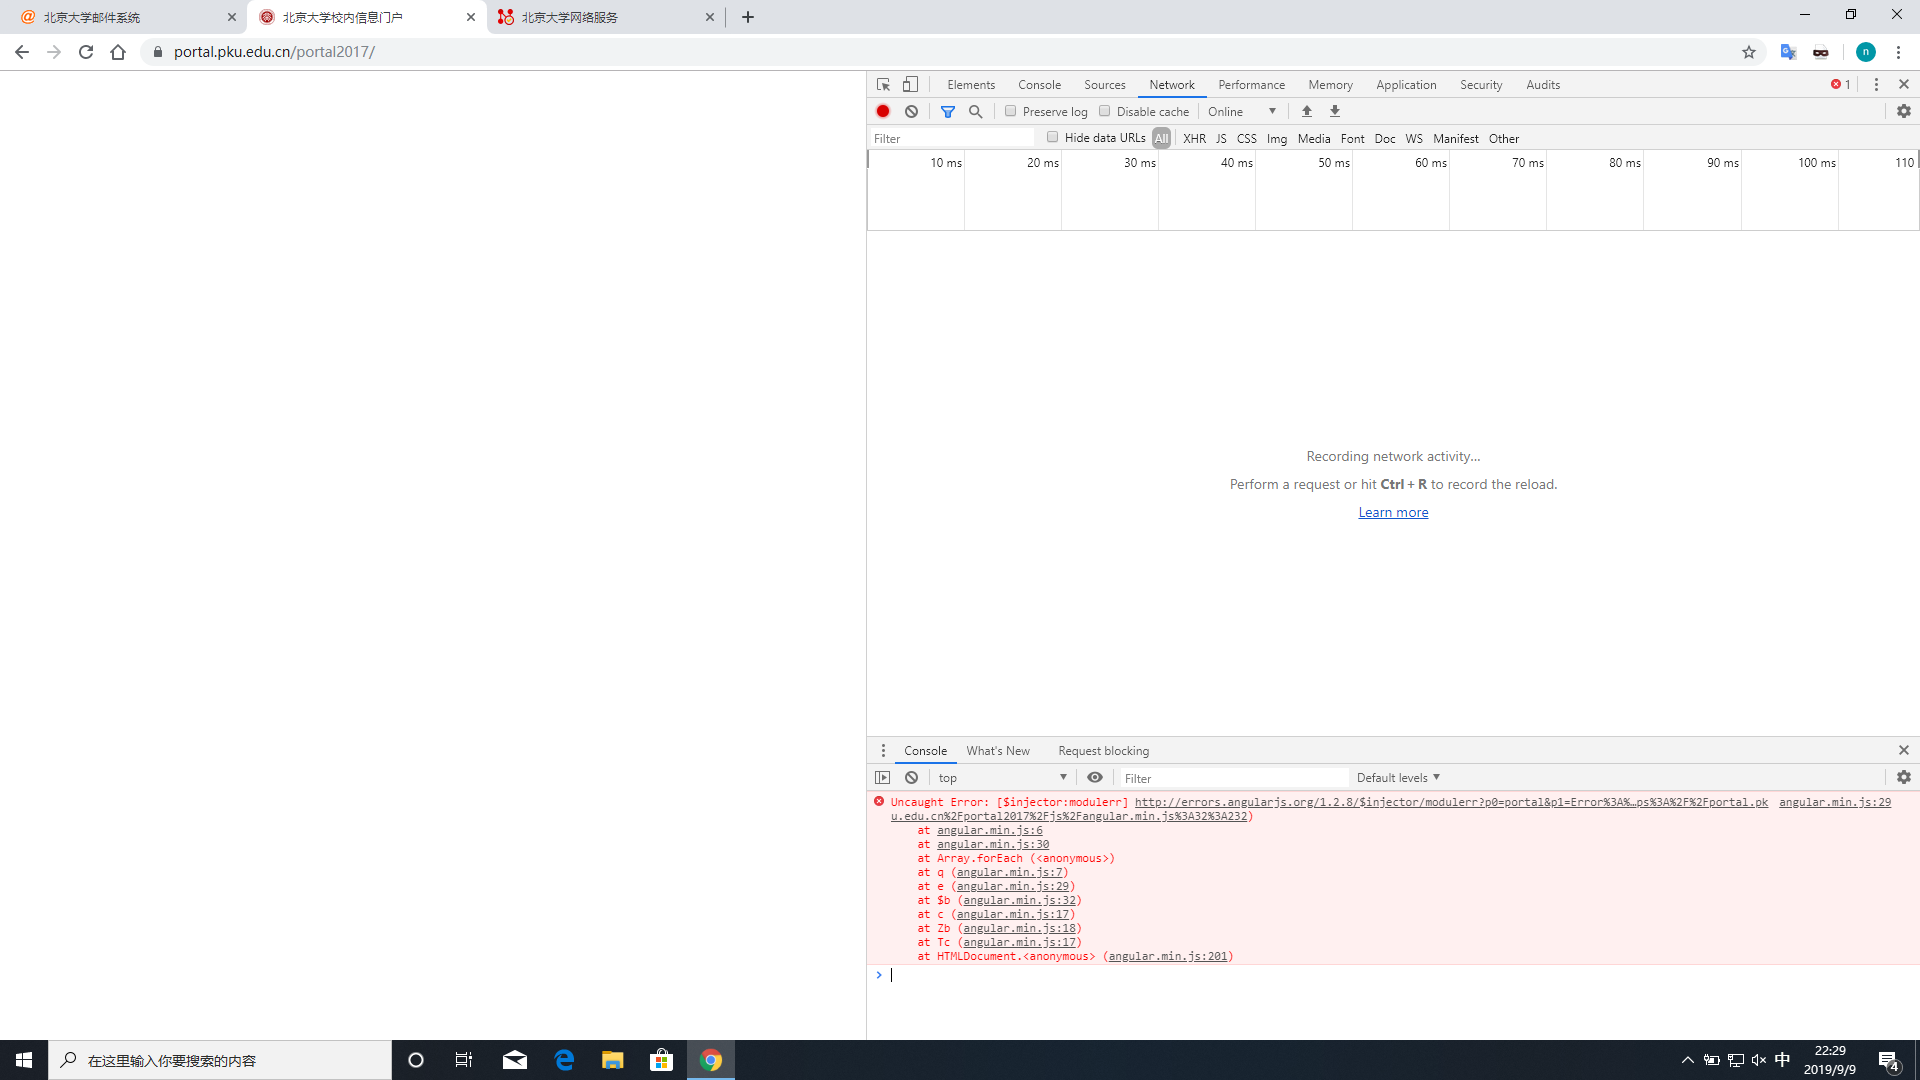 北京大学邮件系统
北京大学校内信息门户
北京大学网络服务
portal.pku.edu.cn/portal2017/
n
Elements Console Sources Network Performance Memory Application Security Audits 1
Preserve log Disable cache Online
Filter Hide data URLs All XHR JS CSS Img Media Font Doc WS Manifest Other
10 ms 20 ms 30 ms 40 ms 50 ms 60 ms 70 ms 80 ms 90 ms 100 ms 110
Recording network activity...
Perform a request or hit Ctrl + R to record the reload.
Learn more
Console What's New Request blocking
top Filter Default levels
Uncaught Error: [$injector:modulerr] http://errors.angularjs.org/1.2.8/$injector/modulerr?p0=portal&p1=Error%3A%…ps%3A%2F%2Fportal.pk angular.min.js:29
u.edu.cn%2Fportal2017%2Fjs%2Fangular.min.js%3A32%3A232)
at angular.min.js:6
at angular.min.js:30
at Array.forEach (<anonymous>)
at q (angular.min.js:7)
at e (angular.min.js:29)
at $b (angular.min.js:32)
at c (angular.min.js:17)
at Zb (angular.min.js:18)
at Tc (angular.min.js:17)
at HTMLDocument.<anonymous> (angular.min.js:201)
在这里输入你要搜索的内容
中
22:29
2019/9/9
4